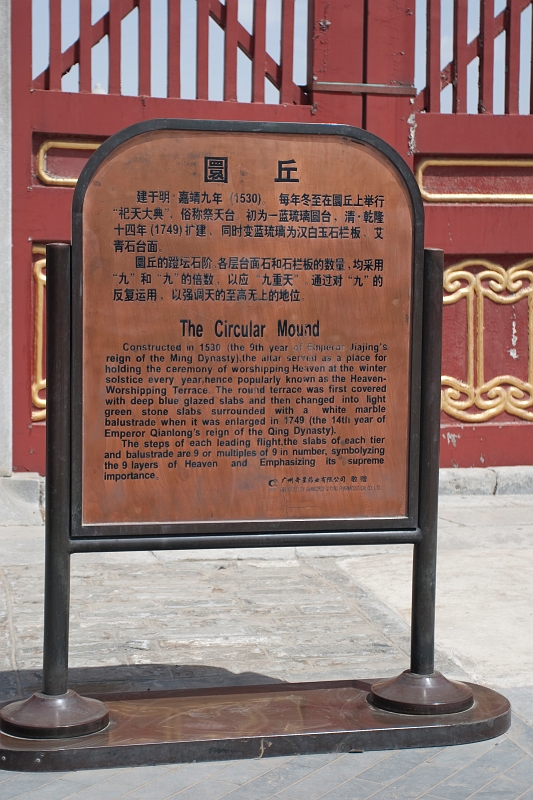 圜 丘
建于明·嘉靖九年 (1530) 每年冬至在圜丘上举行
“祀天大典”，俗称祭天台。初为一蓝琉璃圆台，清·乾隆
十四年(1749)扩建，同时变蓝琉璃为汉白玉石栏板，艾
青石台面。
圜丘的蹬坛石阶，各层台面石和石栏板的数量，均采用
“九”和“九”的倍数，以应“九重天”。通过对“九”的
反复运用，以强调天的至高无上的地位。
The Circular Mound
Constructed in 1530 (the 9th year of Emperor Jiajing's
reign of the Ming Dynasty),the altar served as a place for
holding the ceremony of worshipping Heaven at the winter
solstice every year,hence popularly known as the Heaven-
Worshipping Terrace. The round terrace was first covered
with deep blue glazed slabs and then changed into light
green stone slabs surrounded with a white marble
balustrade when it was enlarged in 1749 (the 14th year of
Emperor Qianlong's reign of the Qing Dynasty).
The steps of each leading flight,the slabs of each tier
and balustrade are 9 or multiples of 9 in number, symbolyzing
the 9 layers of Heaven and Emphasizing its supreme
importance.
广州奇星药业有限公司 敬赠